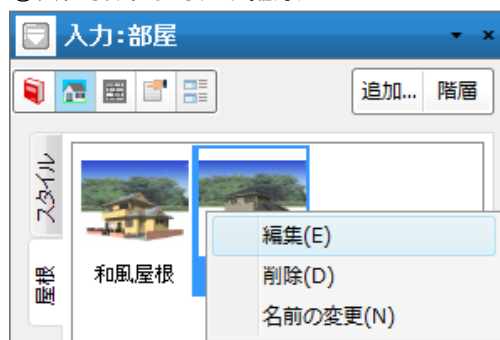 入力:部屋
追加... 階層
スタイル
屋根
和風屋根
編集(E)
削除(D)
名前の変更(N)